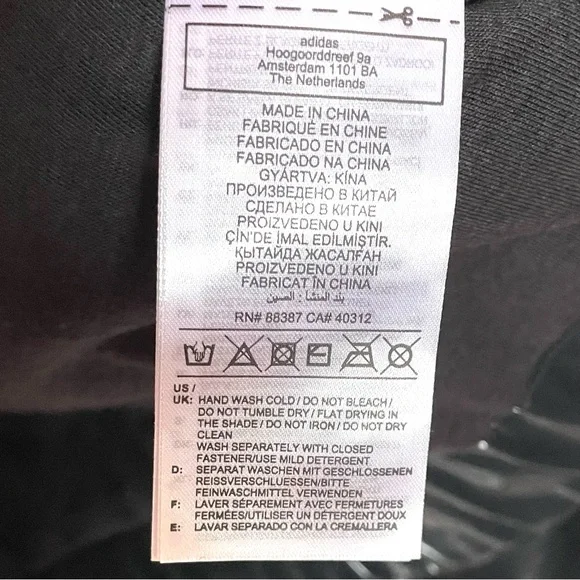 adidas
Hoogoorddreef 9a
Amsterdam 1101 BA
The Netherlands
MADE IN CHINA
FABRIQUÉ EN CHINE
FABRICADO EN CHINA
FABRICADO NA CHINA
GYÁRTVA: KÍNA
ПРОИЗВЕДЕНО В КИТАЙ
СДЕЛАНО В КИТАЕ
PROIZVEDENO U KINI
ÇİN'DE İMAL EDİLMİŞTİR.
ҚЫТАЙДА ЖАСАЛҒАН
PROIZVEDENO U KINI
FABRICAT ÎN CHINA
بلد المنشأ : الصين
RN# 88387 CA# 40312
US /
UK: HAND WASH COLD / DO NOT BLEACH /
DO NOT TUMBLE DRY / FLAT DRYING IN
THE SHADE / DO NOT IRON / DO NOT DRY
CLEAN
WASH SEPARATELY WITH CLOSED
FASTENER/USE MILD DETERGENT
D: SEPARAT WASCHEN MIT GESCHLOSSENEN
REISSVERSCHLUESSEN/BITTE
FEINWASCHMITTEL VERWENDEN
F: LAVER SÉPAREMENT AVEC FERMETURES
FERMÉES/UTILISER UN DÉTERGENT DOUX
E: LAVAR SEPARADO CON LA CREMALLERA